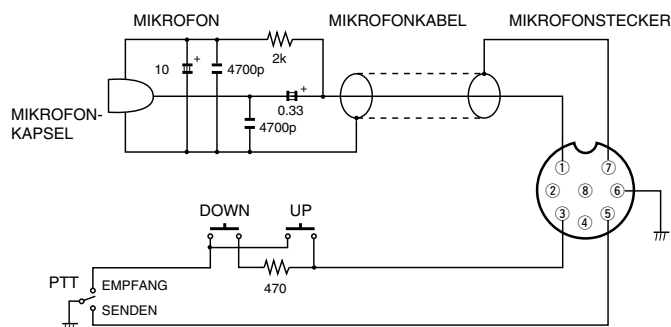 MIKROFON
MIKROFONKABEL
MIKROFONSTECKER
10
+
4700p
2k
+
0.33
4700p
MIKROFON-
KAPSEL
1
7
2
8
6
3
4
5
DOWN
UP
470
PTT
EMPFANG
SENDEN